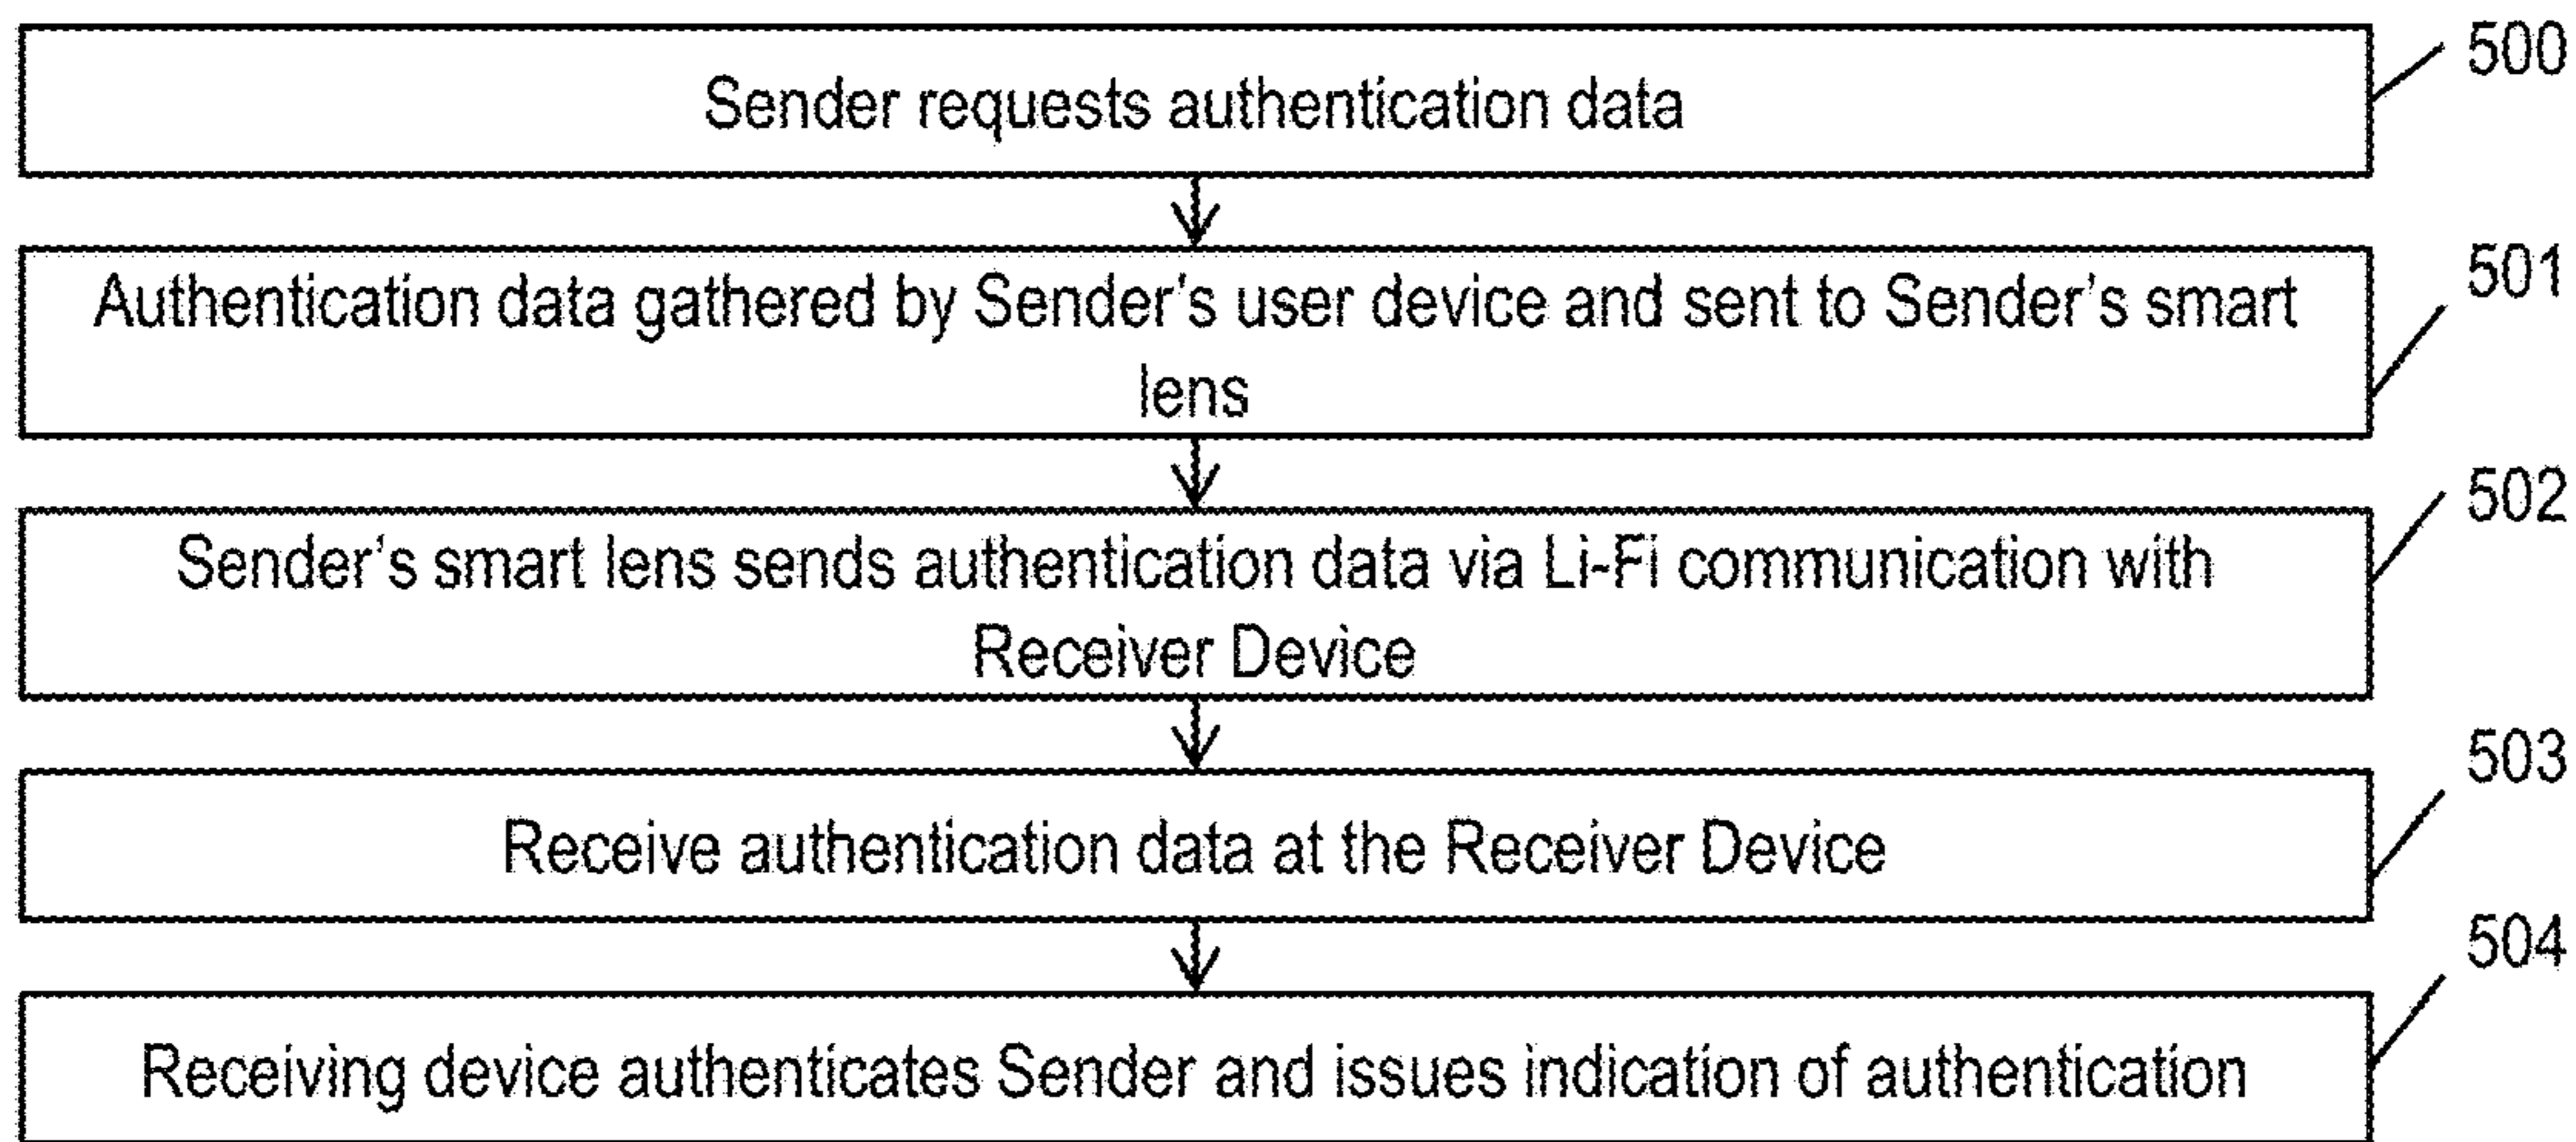 Sender requests authentication data
500
Authentication data gathered by Sender's user device and sent to Sender's smart
lens
501
Sender's smart lens sends authentication data via Li-Fi communication with
Receiver Device
502
Receive authentication data at the Receiver Device
503
Receiving device authenticates Sender and issues indication of authentication
504